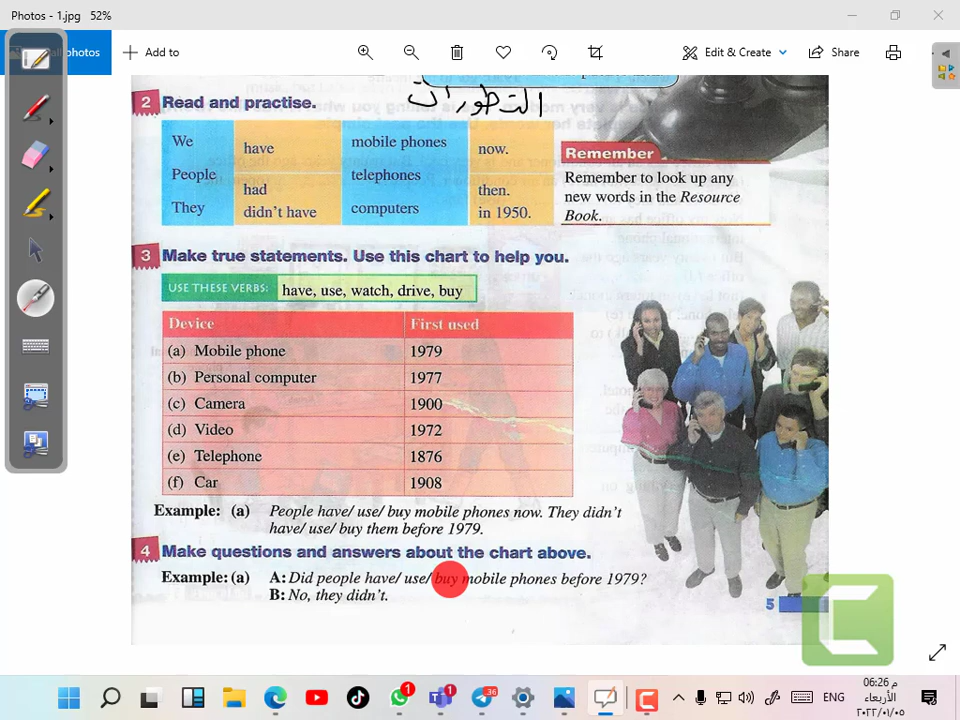 Photos - 1.jpg 52%
photos
Add to
Edit & Create
Share
التطورات
2 Read and practise.
We
People
They
have
had
didn't have
mobile phones
telephones
computers
now.
then.
in 1950.
Remember
Remember to look up any
new words in the Resource
Book.
3 Make true statements. Use this chart to help you.
USE THESE VERBS: have, use, watch, drive, buy
Device First used
(a) Mobile phone 1979
(b) Personal computer 1977
(c) Camera 1900
(d) Video 1972
(e) Telephone 1876
(f) Car 1908
Example: (a) People have/ use/ buy mobile phones now. They didn't
have/ use/ buy them before 1979.
4 Make questions and answers about the chart above.
Example: (a) A: Did people have/ use/ buy mobile phones before 1979?
B: No, they didn't.
5
1
1
36
ENG
06:26 م
الأربعاء
٢٠٢٢/٠١/٠٥